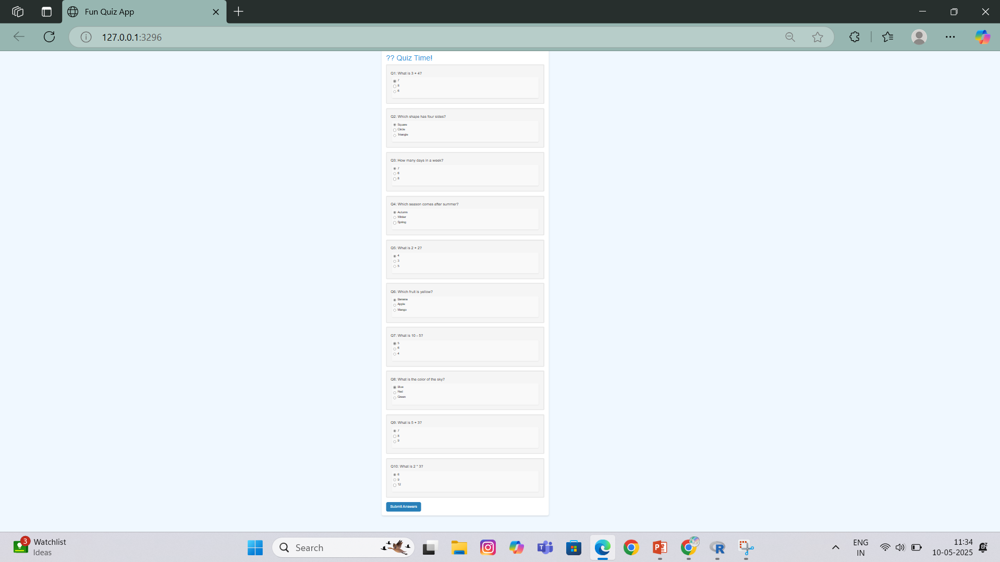 Fun Quiz App
127.0.0.1:3296
?? Quiz Time!
Q1: What is 3 + 4?
7
8
6
Q2: Which shape has four sides?
Square
Circle
Triangle
Q3: How many days in a week?
7
6
8
Q4: Which season comes after summer?
Autumn
Winter
Spring
Q5: What is 2 + 2?
4
3
5
Q6: Which fruit is yellow?
Banana
Apple
Mango
Q7: What is 10 - 5?
5
6
4
Q8: What is the color of the sky?
Blue
Red
Green
Q9: What is 5 + 3?
7
8
9
Q10: What is 2 * 3?
6
9
12
Submit Answers
3
Watchlist
Ideas
Search
ENG
IN
11:34
10-05-2025